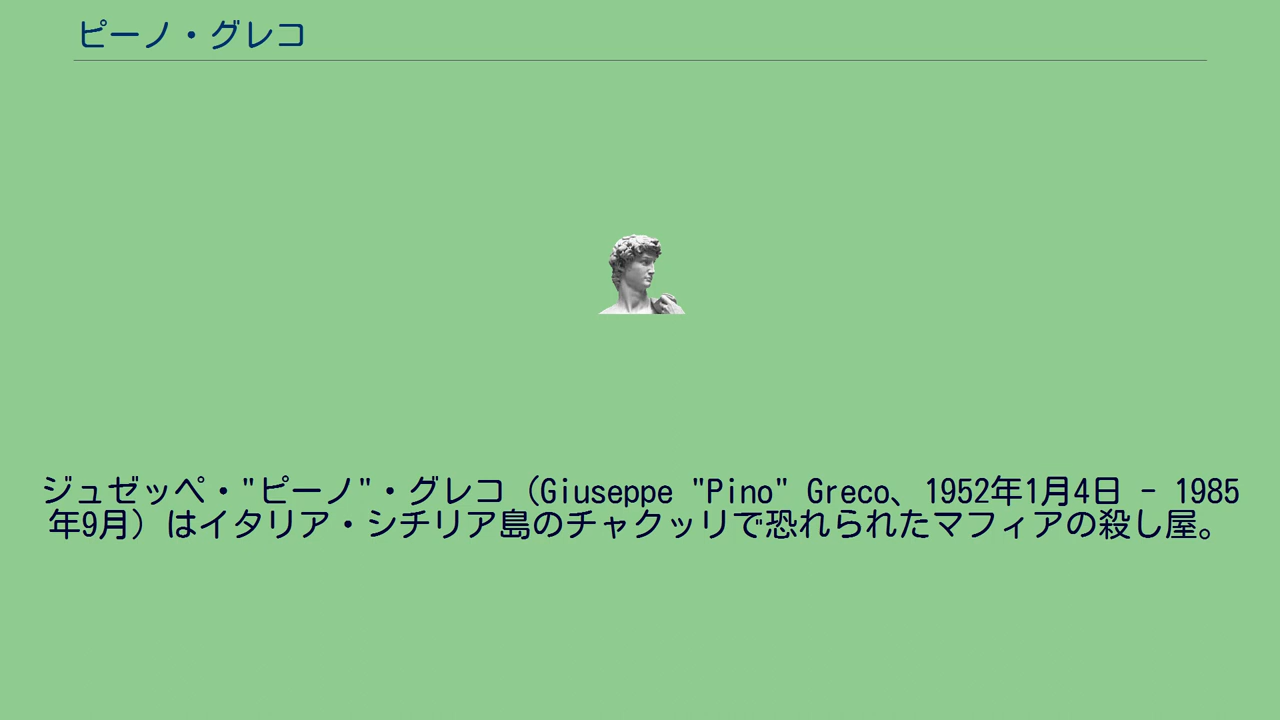 ピーノ・グレコ
ジュゼッペ・"ピーノ"・グレコ（Giuseppe "Pino" Greco、1952年1月4日 - 1985
年9月）はイタリア・シチリア島のチャクッリで恐れられたマフィアの殺し屋。